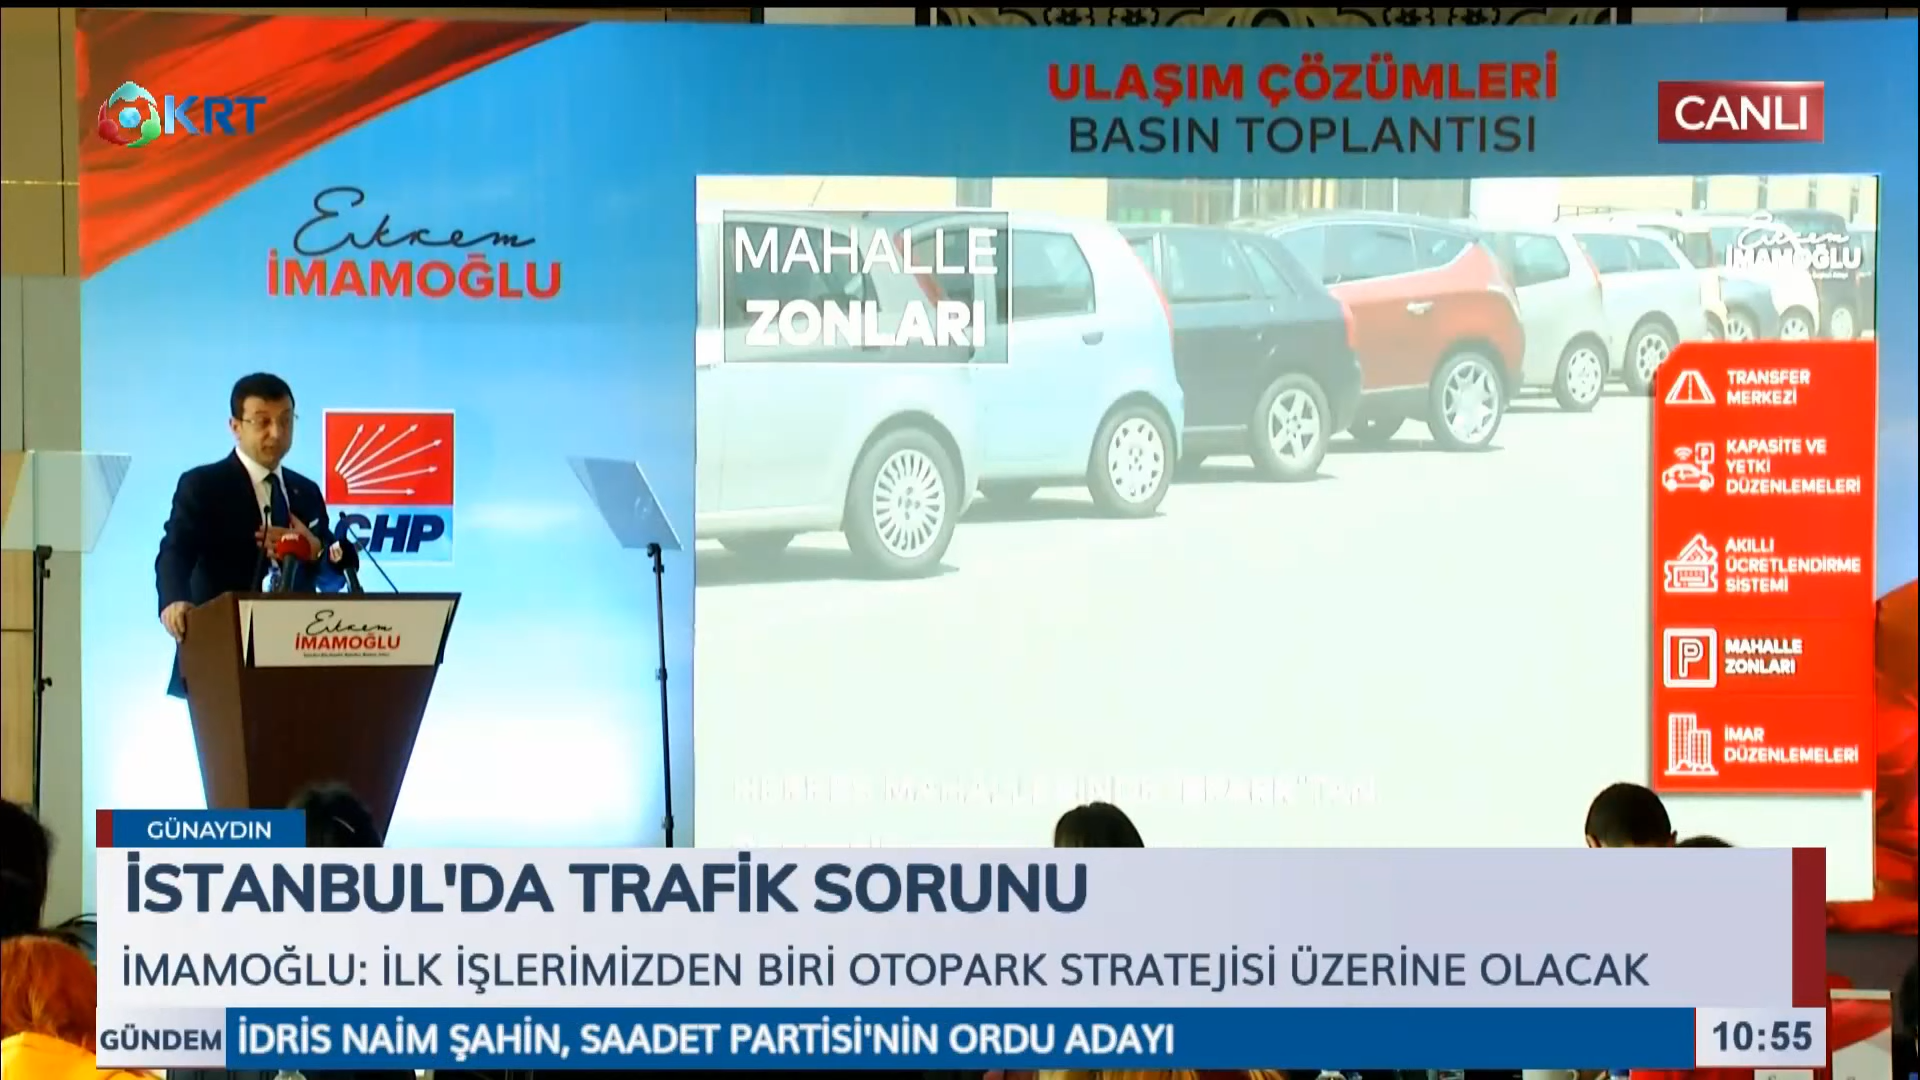 KRT
ULAŞIM ÇÖZÜMLERİ
BASIN TOPLANTISI
CANLI
Ekrem
İMAMOĞLU
MAHALLE
ZONLARI
Ekrem
İMAMOĞLU
TRANSFER
MERKEZİ
KAPASİTE VE
YETKİ
DÜZENLEMELERİ
AKILLI
ÜCRETLENDİRME
SİSTEMİ
MAHALLE
ZONLARI
İMAR
DÜZENLEMELERİ
CHP
Ekrem
İMAMOĞLU
GÜNAYDIN
İSTANBUL'DA TRAFİK SORUNU
İMAMOĞLU: İLK İŞLERİMİZDEN BİRİ OTOPARK STRATEJİSİ ÜZERİNE OLACAK
GÜNDEM İDRİS NAİM ŞAHİN, SAADET PARTİSİ'NİN ORDU ADAYI 10:55